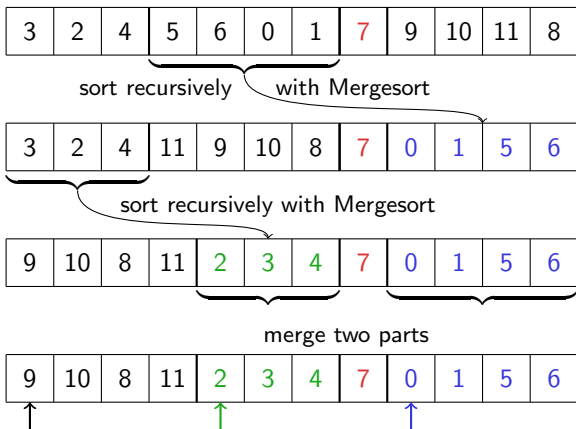 3 2 4 5 6 0 1 7 9 10 11 8
sort recursively with Mergesort
3 2 4 11 9 10 8 7 0 1 5 6
sort recursively with Mergesort
9 10 8 11 2 3 4 7 0 1 5 6
merge two parts
9 10 8 11 2 3 4 7 0 1 5 6